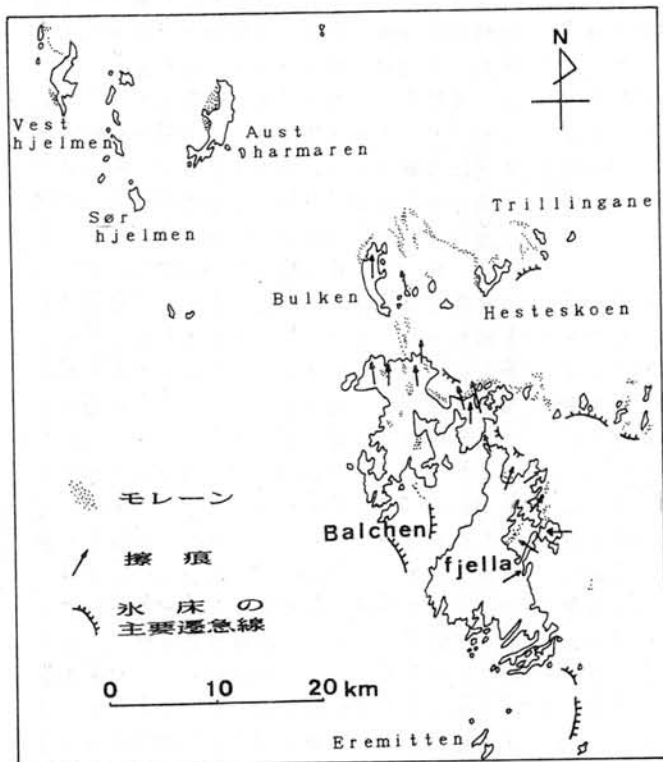 N
Vest
hjelmen
Aust
harmaren
Sør
hjelmen
Trillingane
Bulken
Hesteskoen
モレーン
Balchen
擦痕
fjella
氷床の
主要遷急線
0 10 20 km
Eremitten